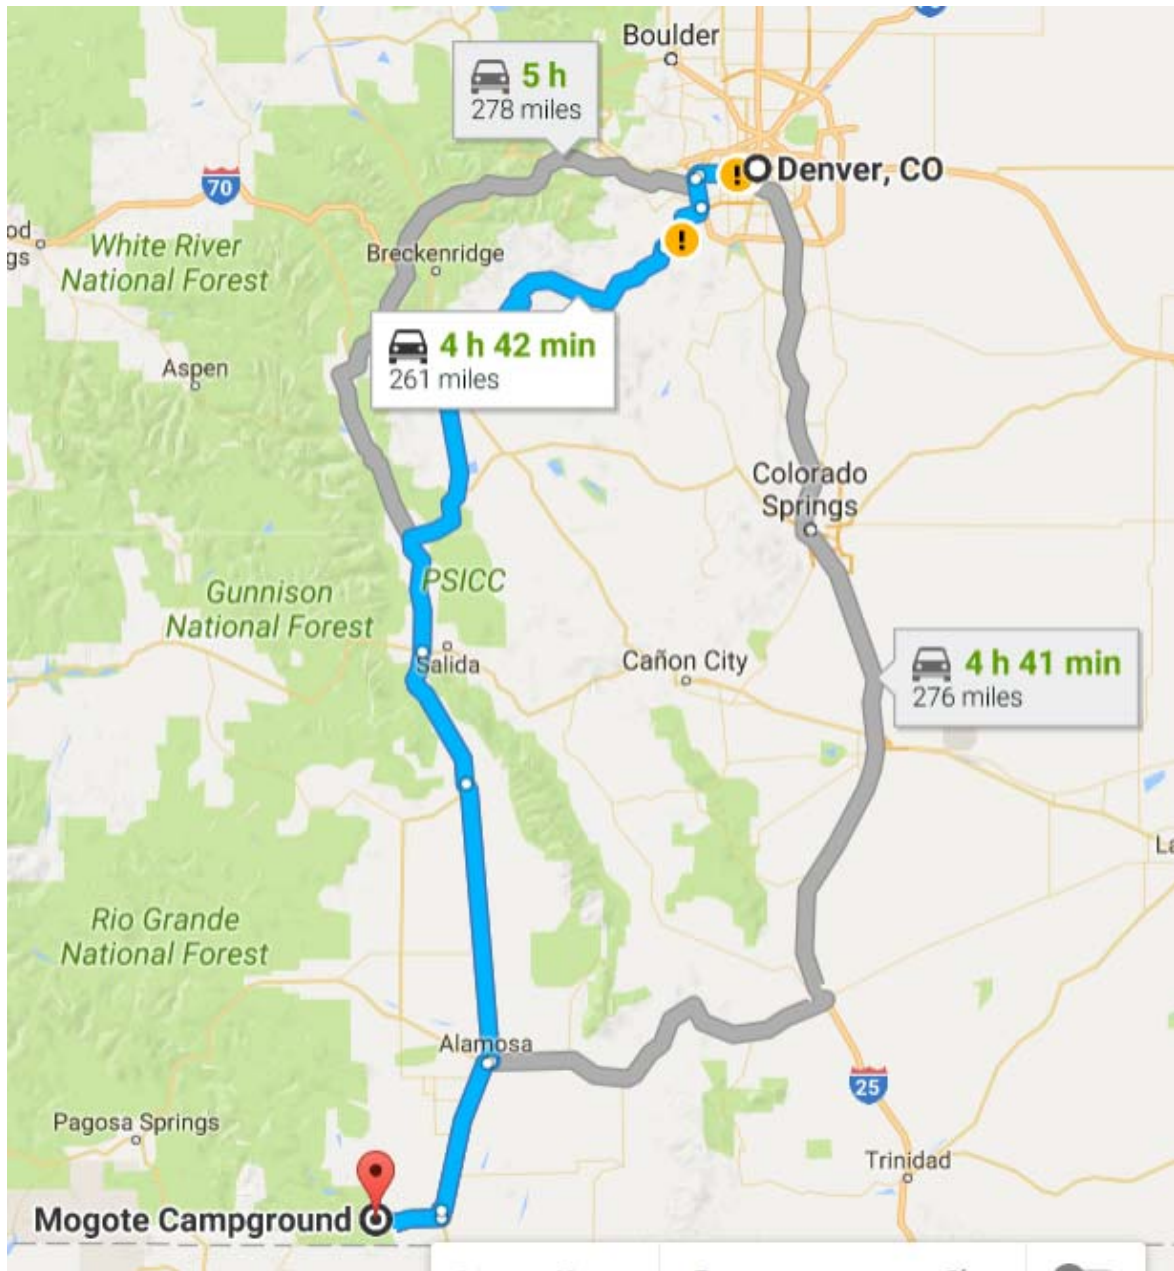 Boulder
5 h
278 miles
Denver, CO
70
White River
National Forest
Breckenridge
4 h 42 min
261 miles
Aspen
Colorado
Springs
PSICC
Gunnison
National Forest
Salida
Cañon City
4 h 41 min
276 miles
Rio Grande
National Forest
Alamosa
25
Pagosa Springs
Trinidad
Mogote Campground